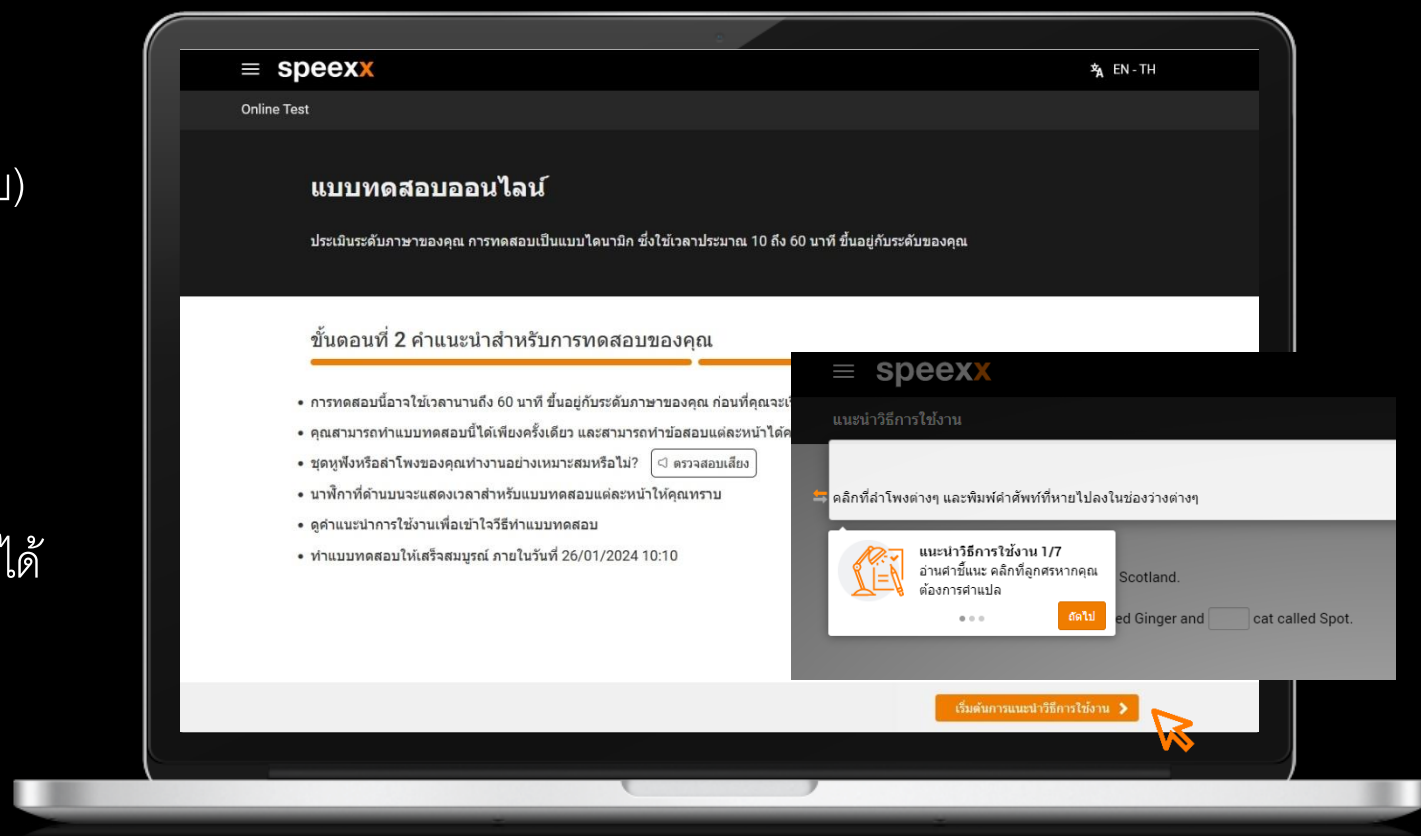 บ)
ได้
speexx
EN - TH
Online Test
แบบทดสอบออนไลน์
ประเมินระดับภาษาของคุณ การทดสอบเป็นแบบไดนามิก ซึ่งใช้เวลาประมาณ 10 ถึง 60 นาที ขึ้นอยู่กับระดับของคุณ
ขั้นตอนที่ 2 คำแนะนำสำหรับการทดสอบของคุณ
• การทดสอบนี้อาจใช้เวลานานถึง 60 นาที ขึ้นอยู่กับระดับภาษาของคุณ ก่อนที่คุณจะ
• คุณสามารถทำแบบทดสอบนี้ได้เพียงครั้งเดียว และสามารถทำข้อสอบแต่ละหน้าได้
• ชุดหูฟังหรือลำโพงของคุณทำงานอย่างเหมาะสมหรือไม่? ตรวจสอบเสียง
• นาฬิกาที่ด้านบนจะแสดงเวลาสำหรับแบบทดสอบแต่ละหน้าให้คุณทราบ
• ดูคำแนะนำการใช้งานเพื่อเข้าใจวิธีทำแบบทดสอบ
• ทำแบบทดสอบให้เสร็จสมบูรณ์ ภายในวันที่ 26/01/2024 10:10
speexx
แนะนำวิธีการใช้งาน
คลิกที่ลำโพงต่างๆ และพิมพ์คำศัพท์ที่หายไปลงในช่องว่างต่างๆ
แนะนำวิธีการใช้งาน 1/7
อ่านคำชี้แนะ คลิกที่ลูกศรหากคุณ
ต้องการคำแปล
ถัดไป
Scotland.
ed Ginger and cat called Spot.
เริ่มต้นการแนะนำวิธีการใช้งาน